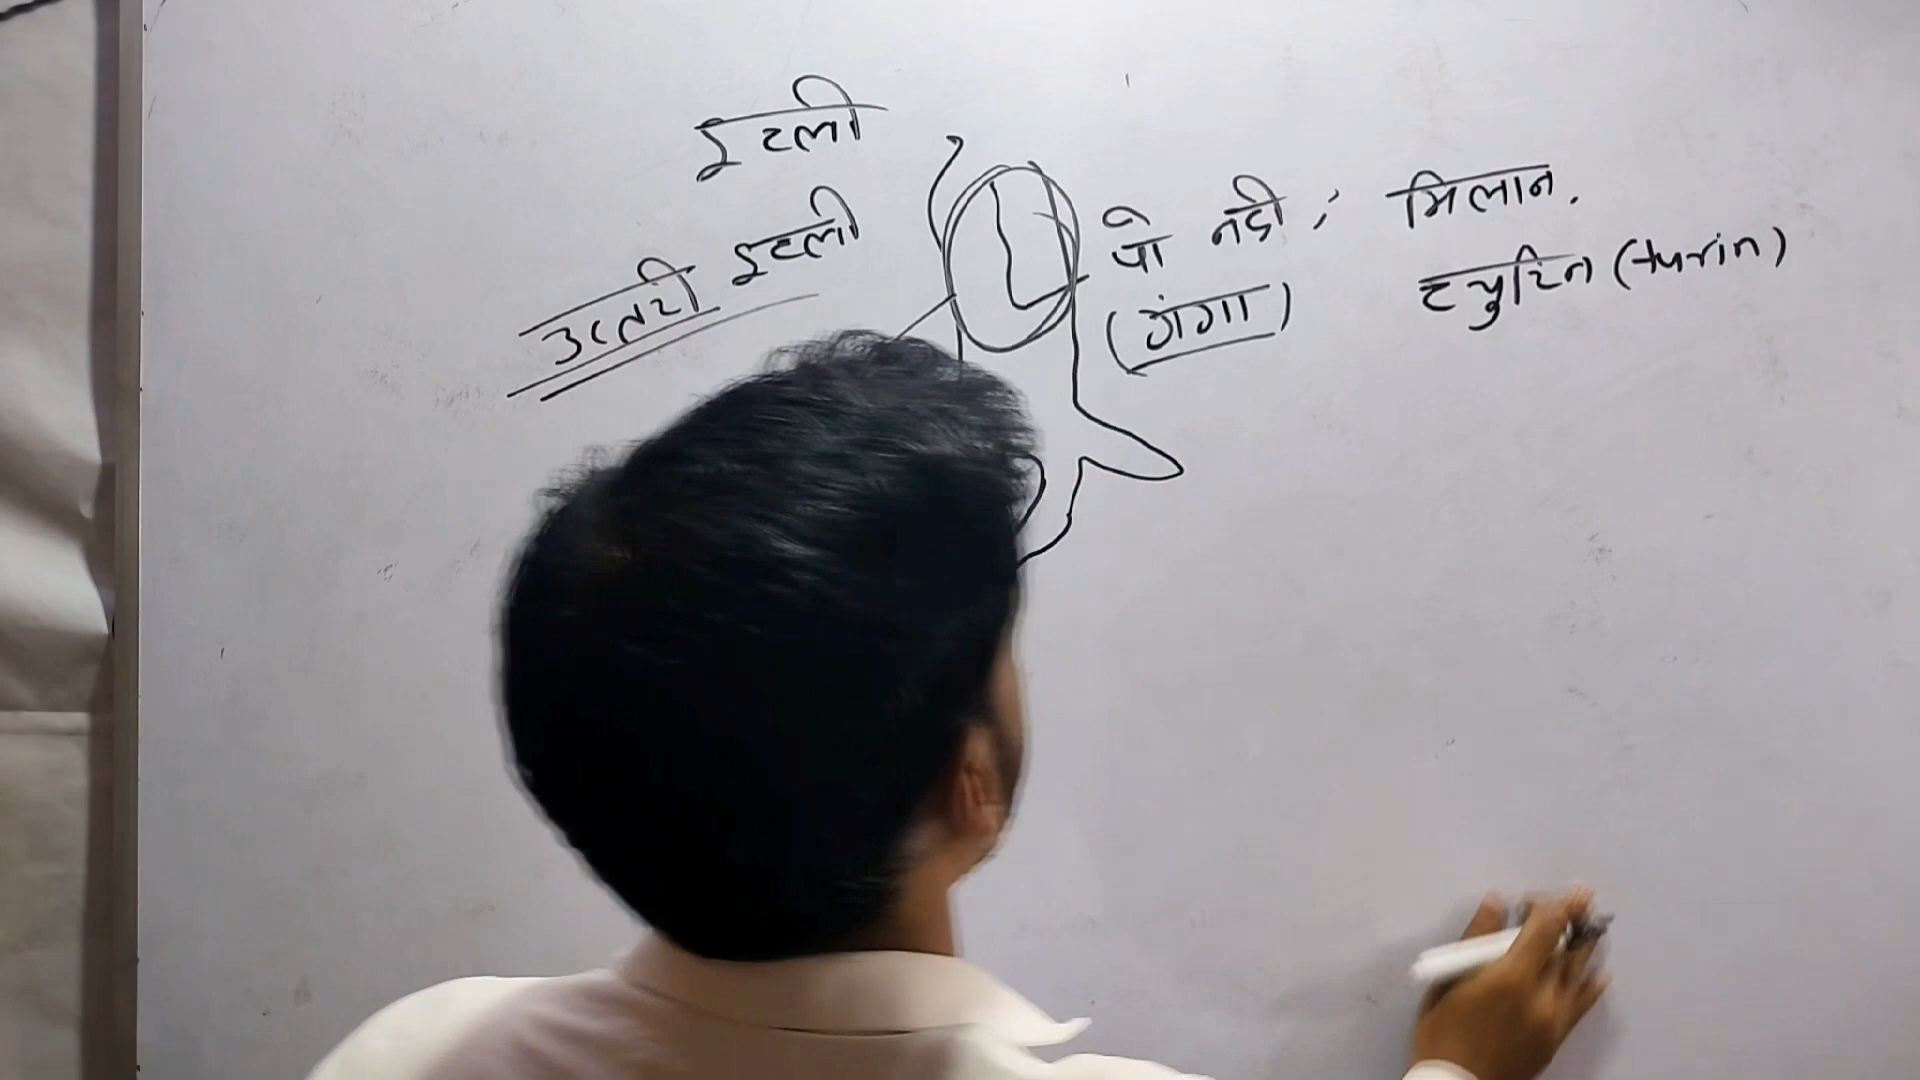 इटली
उत्तरी इटली
पो नदी ; मिलान.
(गंगा) ट्युरिन (turin)